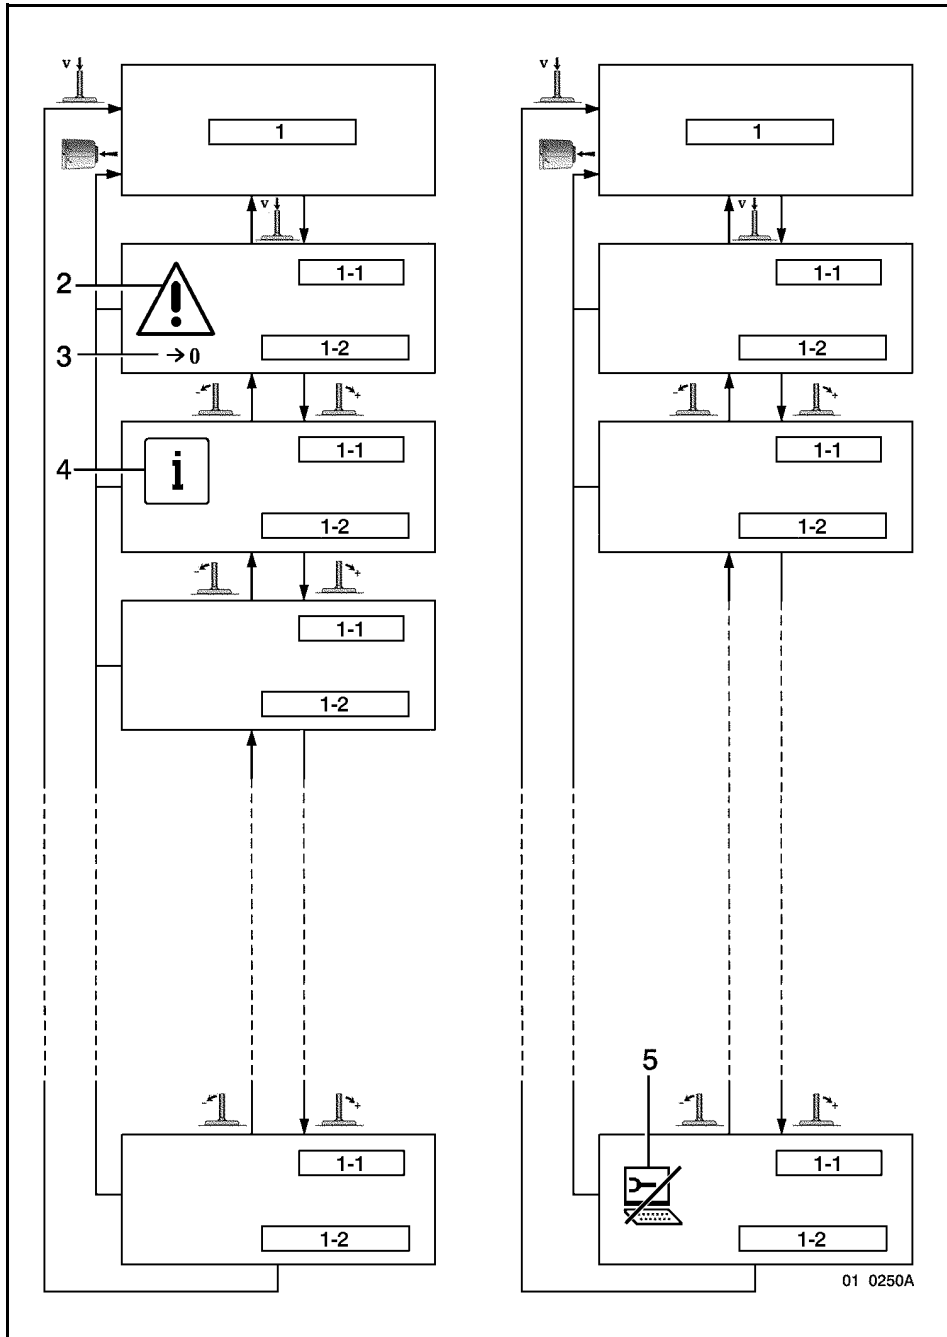 v v
1 1
v v
2 1-1 1-1
3 →0 1-2 1-2
- + - +
4 i 1-1 1-1
1-2 1-2
- +
1-1
1-2
5
- + - +
1-1 1-1
1-2 1-2
01 0250A